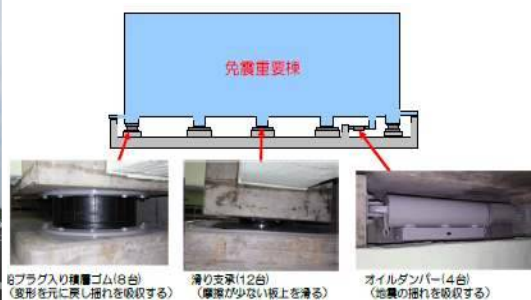 免震重要棟
鉛プラグ入り積層ゴム(8台)
(変形を元に戻し揺れを吸収する)
滑り支承(12台)
(摩擦が少ない板上を滑る)
オイルダンパー(4台)
(地震の揺れを吸収する)